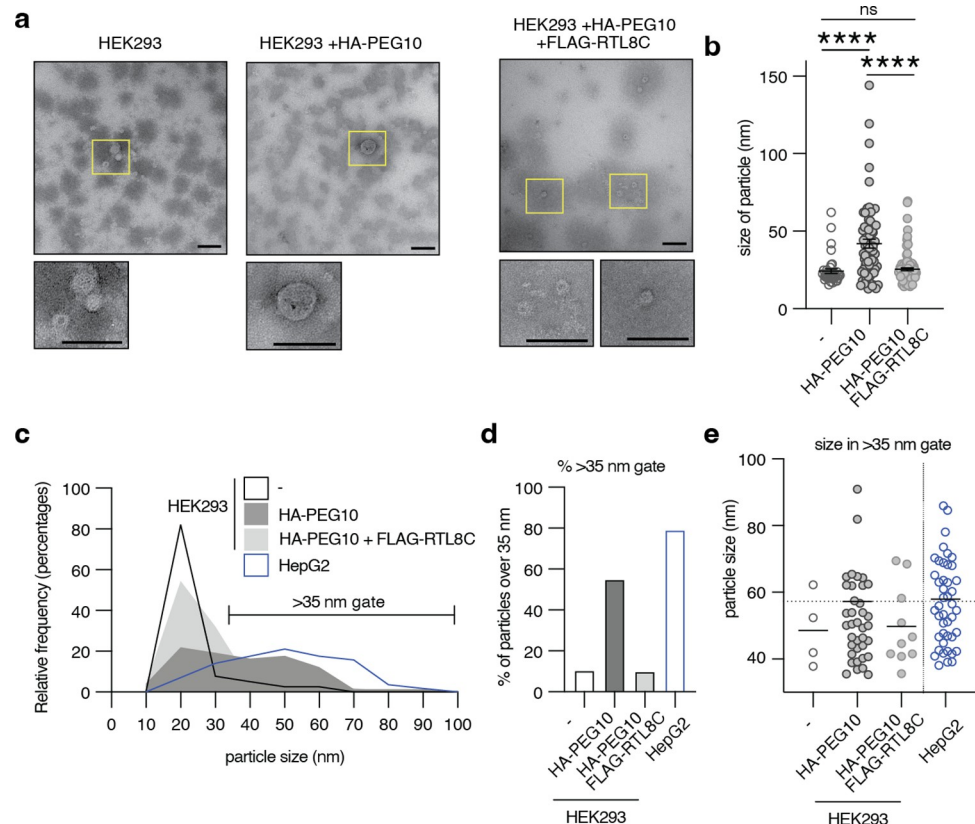 a
HEK293
HEK293 +HA-PEG10
HEK293 +HA-PEG10
+FLAG-RTL8C
b
ns
****
****
150
100
50
0
size of particle (nm)
-
HA-PEG10
HA-PEG10
FLAG-RTL8C
c
Relative frequency (percentages)
100
80
60
40
20
0
HEK293
-
HA-PEG10
HA-PEG10 + FLAG-RTL8C
HepG2
>35 nm gate
0 10 20 30 40 50 60 70 80 90 100
particle size (nm)
d
% >35 nm gate
% of particles over 35 nm
100
80
60
40
20
0
-
HA-PEG10
HA-PEG10
FLAG-RTL8C
HepG2
HEK293
e
size in >35 nm gate
particle size (nm)
100
80
60
40
-
HA-PEG10
HA-PEG10
FLAG-RTL8C
HepG2
HEK293